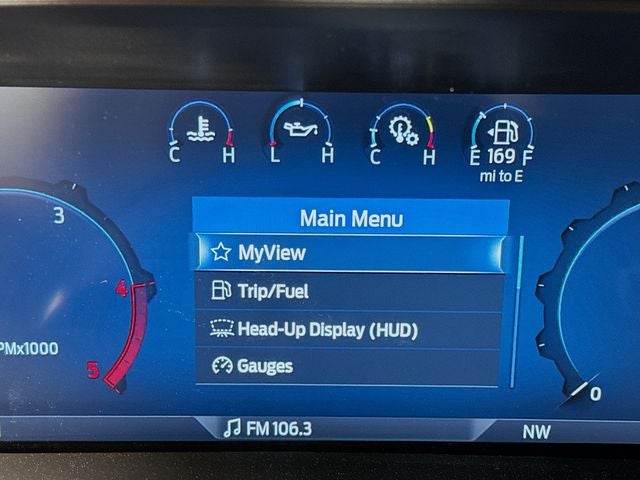 C H L H C H E 169 F
mi to E
3
Main Menu
MyView
Trip/Fuel
4
Head-Up Display (HUD)
PMx1000
Gauges
5
0
FM 106.3
NW